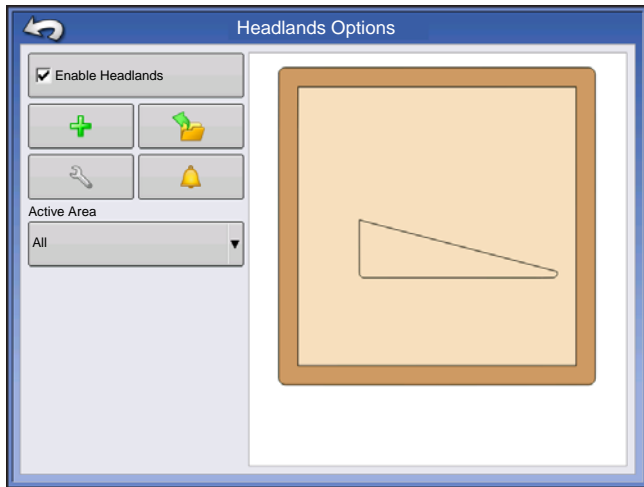 Headlands Options
Enable Headlands
Active Area
All